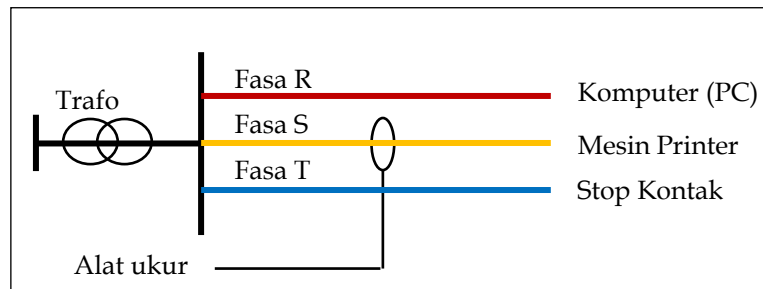 Fasa R
Trafo
Komputer (PC)
Fasa S
Mesin Printer
Fasa T
Stop Kontak
Alat ukur